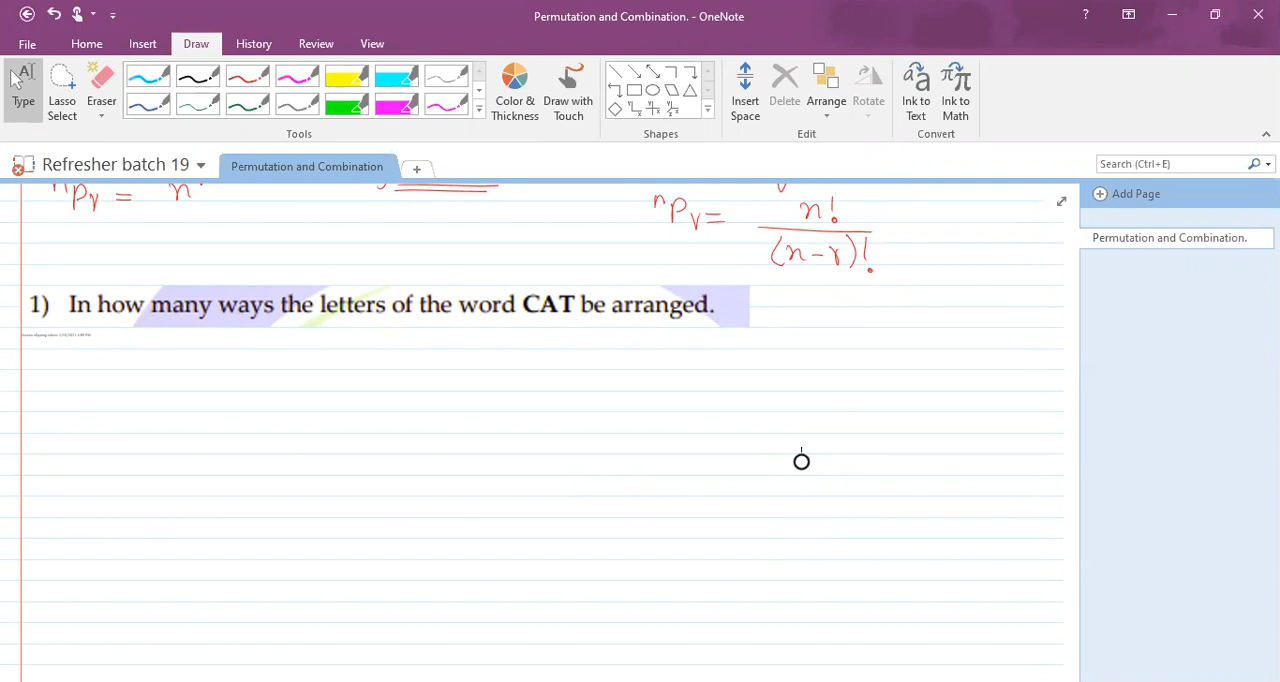 Permutation and Combination. - OneNote
File Home Insert Draw History Review View
Type Lasso Select Eraser Color & Thickness Draw with Touch Insert Space Delete Arrange Rotate Ink to Text Ink to Math
Tools Shapes Edit Convert
Refresher batch 19 Permutation and Combination Search (Ctrl+E)
Add Page
Permutation and Combination.
nPr = n
nPr = n!
(n-r)!
1) In how many ways the letters of the word CAT be arranged.